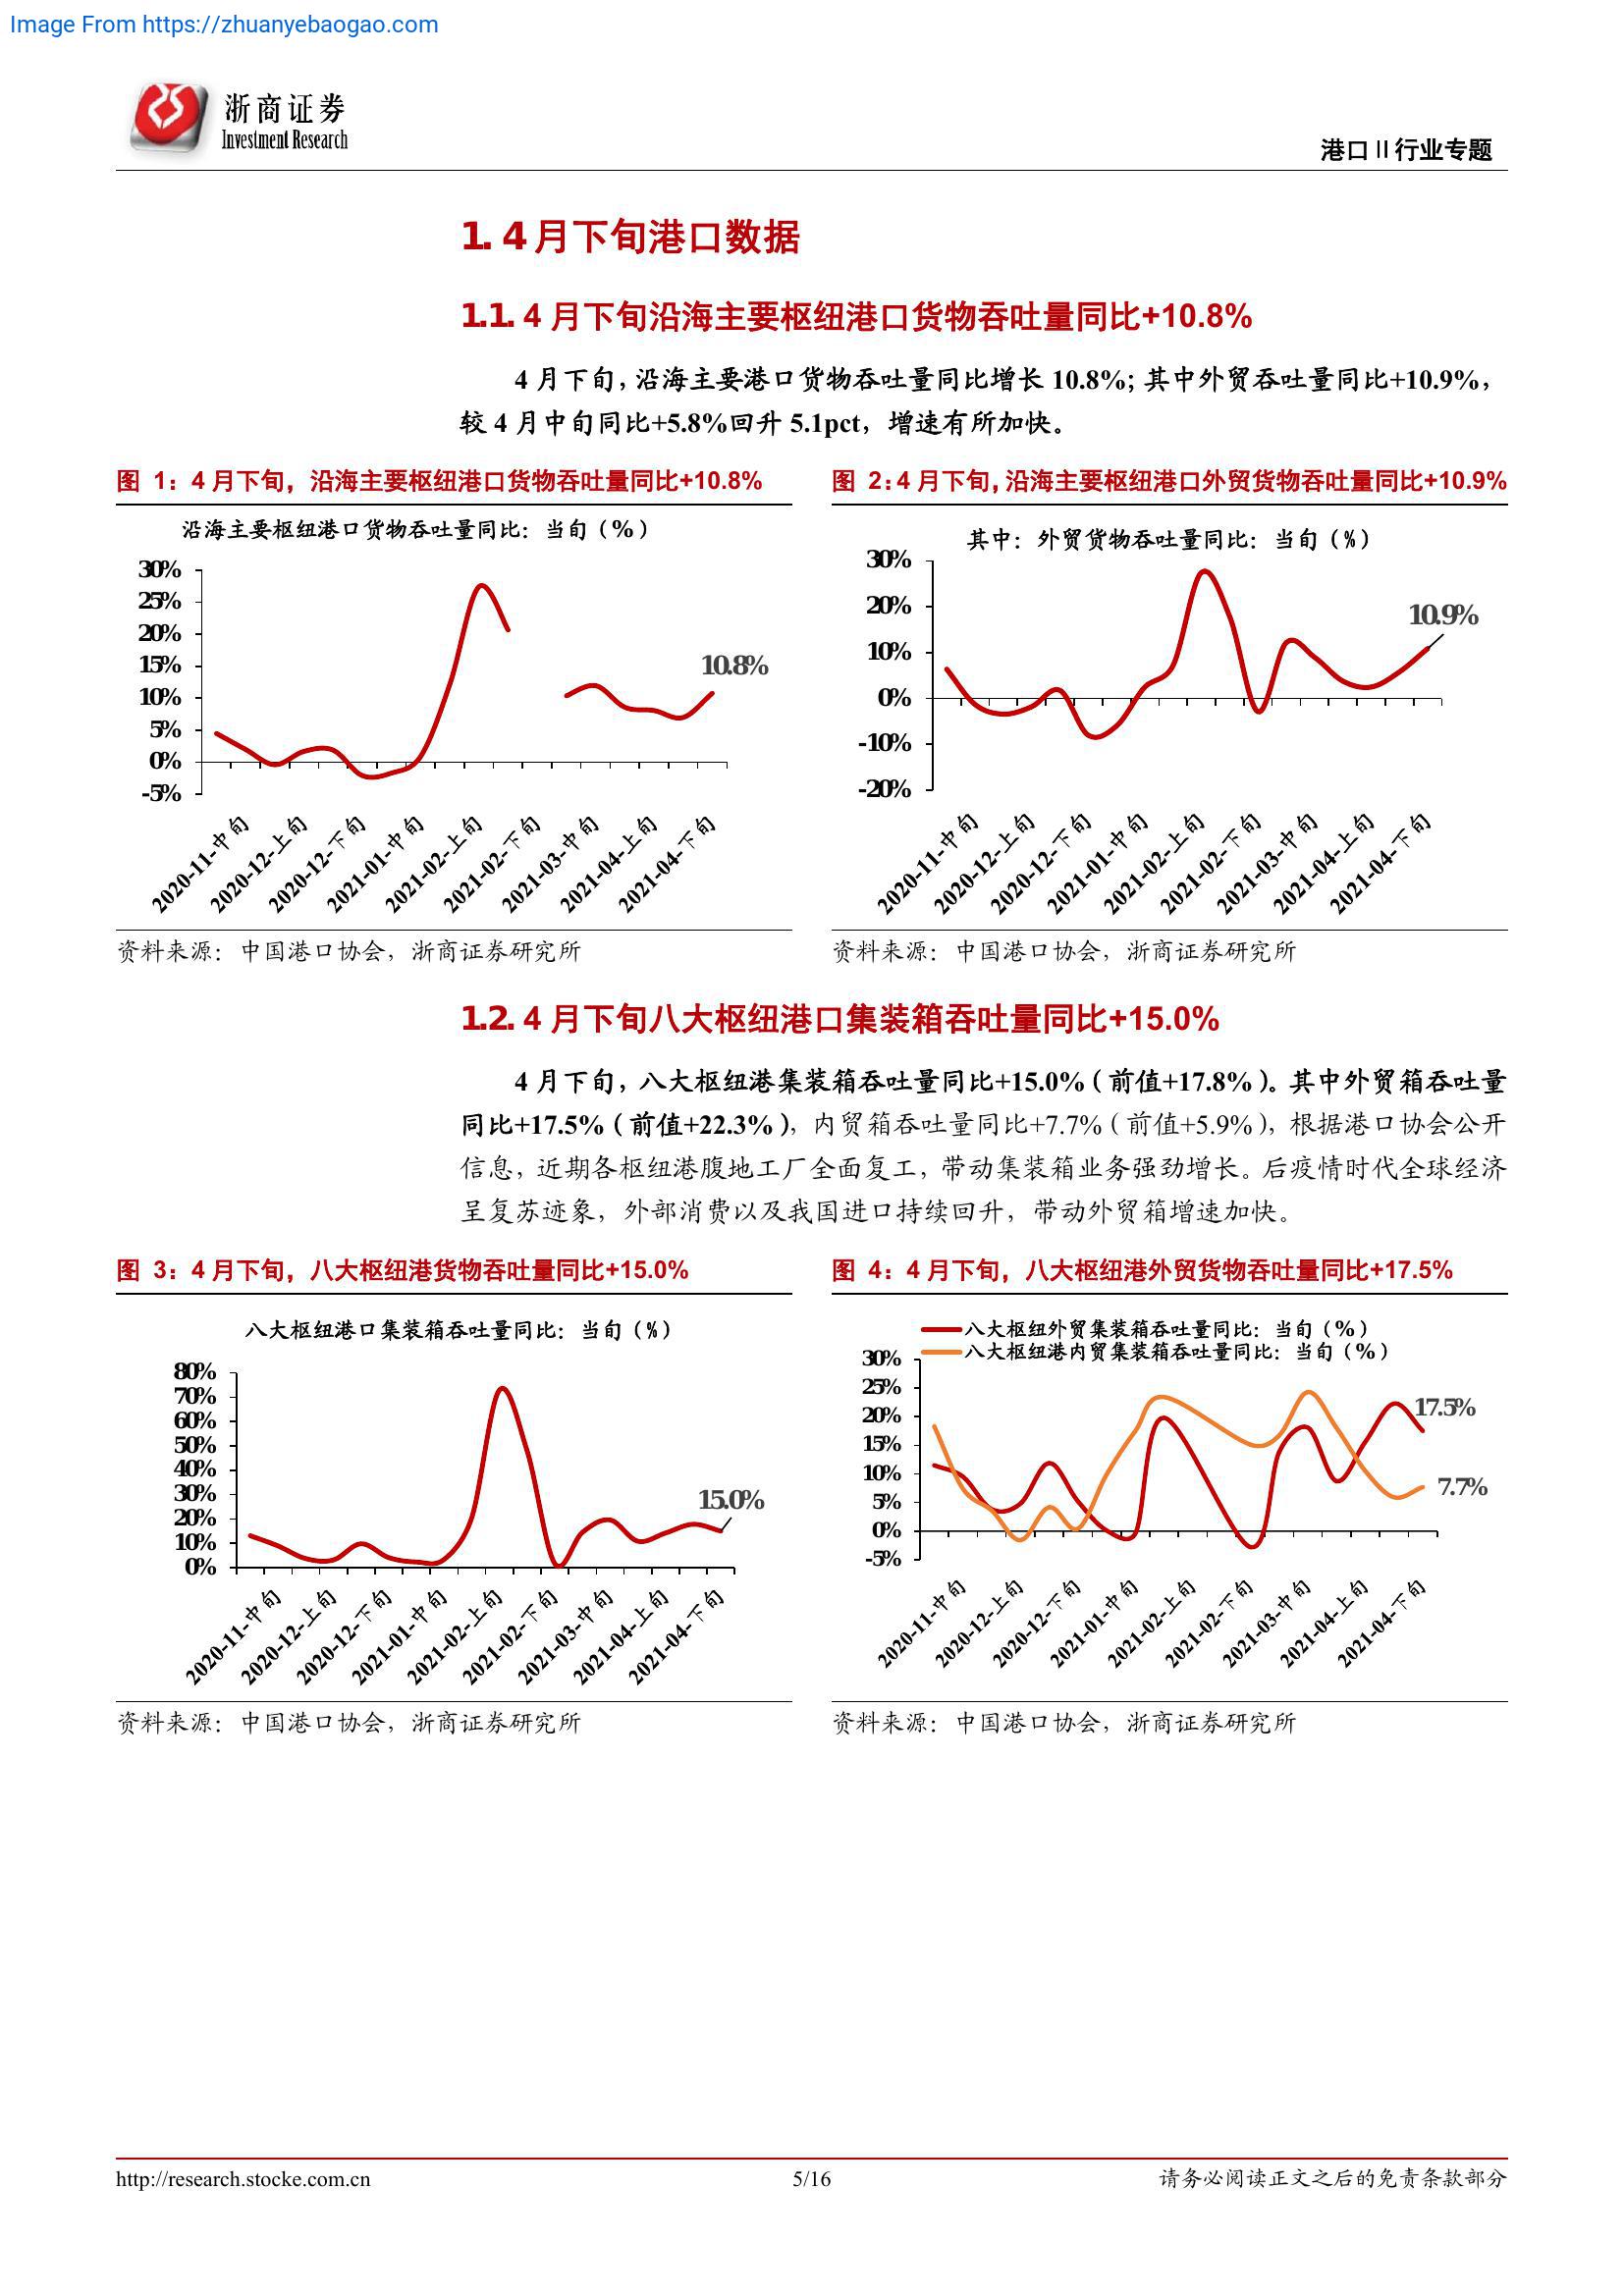 Image From https://zhuanyebaogao.com
浙商证券
Investment Research
港口Ⅱ行业专题
1. 4 月下旬港口数据
1.1. 4 月下旬沿海主要枢纽港口货物吞吐量同比+10.8%
4 月下旬，沿海主要港口货物吞吐量同比增长 10.8%；其中外贸吞吐量同比+10.9%，
较 4 月中旬同比+5.8%回升 5.1pct，增速有所加快。
图 1：4 月下旬，沿海主要枢纽港口货物吞吐量同比+10.8%
沿海主要枢纽港口货物吞吐量同比：当旬（%）
30%
25%
20%
15%
10%
5%
0%
-5%
10.8%
2020-11-中旬
2020-12-上旬
2020-12-下旬
2021-01-中旬
2021-02-上旬
2021-02-下旬
2021-03-中旬
2021-04-上旬
2021-04-下旬
资料来源：中国港口协会，浙商证券研究所
图 2：4 月下旬，沿海主要枢纽港口外贸货物吞吐量同比+10.9%
其中：外贸货物吞吐量同比：当旬（%）
30%
20%
10%
0%
-10%
-20%
10.9%
2020-11-中旬
2020-12-上旬
2020-12-下旬
2021-01-中旬
2021-02-上旬
2021-02-下旬
2021-03-中旬
2021-04-上旬
2021-04-下旬
资料来源：中国港口协会，浙商证券研究所
1.2. 4 月下旬八大枢纽港口集装箱吞吐量同比+15.0%
4 月下旬，八大枢纽港集装箱吞吐量同比+15.0%（前值+17.8%）。其中外贸箱吞吐量
同比+17.5%（前值+22.3%），内贸箱吞吐量同比+7.7%（前值+5.9%），根据港口协会公开
信息，近期各枢纽港腹地工厂全面复工，带动集装箱业务强劲增长。后疫情时代全球经济
呈复苏迹象，外部消费以及我国进口持续回升，带动外贸箱增速加快。
图 3：4 月下旬，八大枢纽港货物吞吐量同比+15.0%
八大枢纽港口集装箱吞吐量同比：当旬（%）
80%
70%
60%
50%
40%
30%
20%
10%
0%
15.0%
2020-11-中旬
2020-12-上旬
2020-12-下旬
2021-01-中旬
2021-02-上旬
2021-02-下旬
2021-03-中旬
2021-04-上旬
2021-04-下旬
资料来源：中国港口协会，浙商证券研究所
图 4：4 月下旬，八大枢纽港外贸货物吞吐量同比+17.5%
八大枢纽外贸集装箱吞吐量同比：当旬（%）
八大枢纽港内贸集装箱吞吐量同比：当旬（%）
30%
25%
20%
15%
10%
5%
0%
-5%
17.5%
7.7%
2020-11-中旬
2020-12-上旬
2020-12-下旬
2021-01-中旬
2021-02-上旬
2021-02-下旬
2021-03-中旬
2021-04-上旬
2021-04-下旬
资料来源：中国港口协会，浙商证券研究所
http://research.stocke.com.cn
5/16
请务必阅读正文之后的免责条款部分